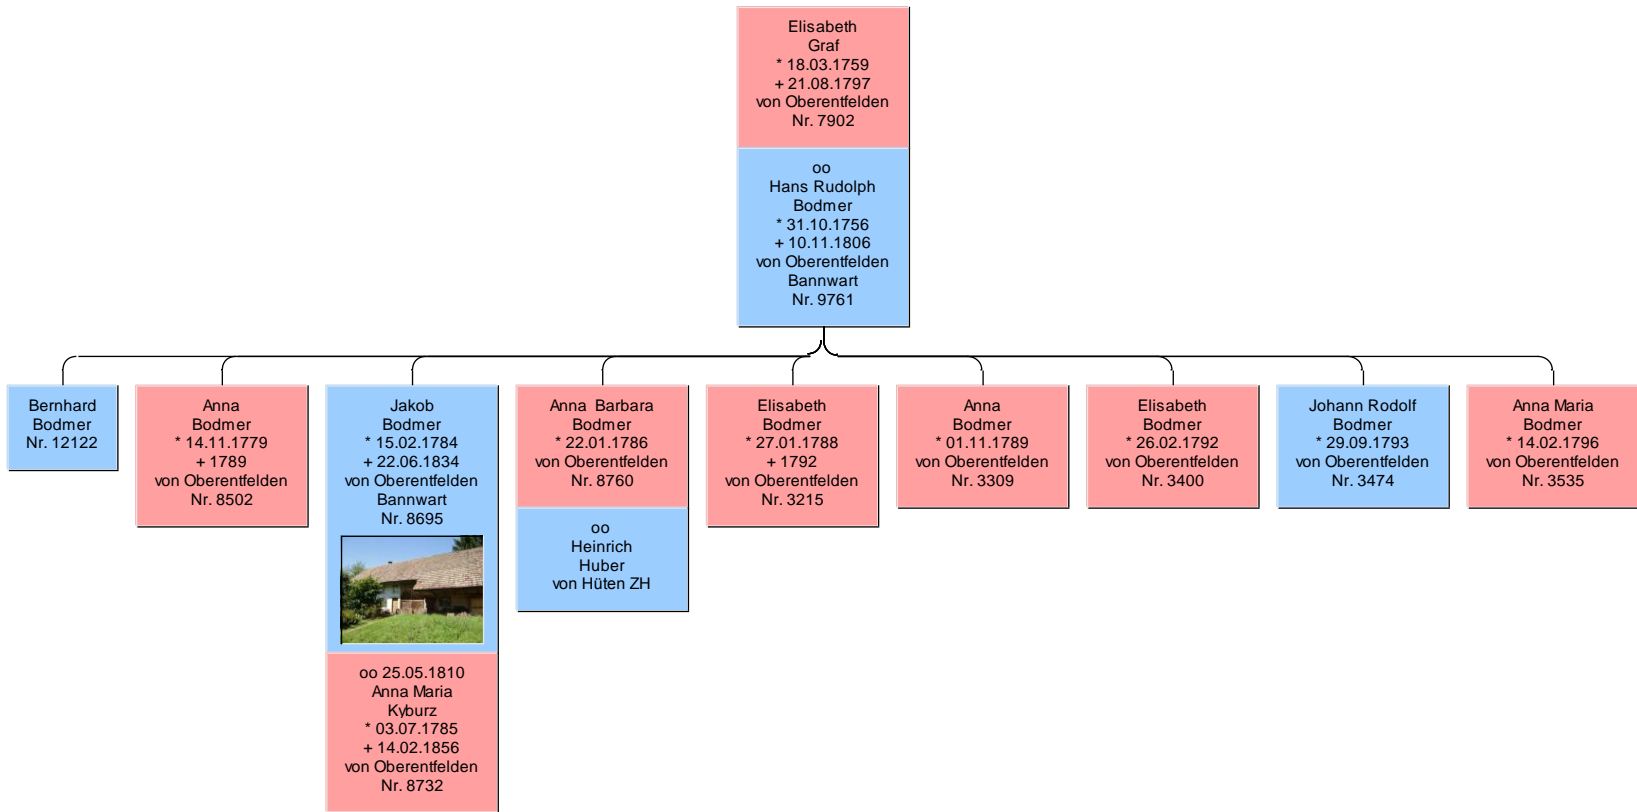 Elisabeth
Graf
* 18.03.1759
+ 21.08.1797
von Oberentfelden
Nr. 7902
oo
Hans Rudolph
Bodmer
* 31.10.1756
+ 10.11.1806
von Oberentfelden
Bannwart
Nr. 9761
Bernhard
Bodmer
Nr. 12122
Anna
Bodmer
* 14.11.1779
+ 1789
von Oberentfelden
Nr. 8502
Jakob
Bodmer
* 15.02.1784
+ 22.06.1834
von Oberentfelden
Bannwart
Nr. 8695
oo 25.05.1810
Anna Maria
Kyburz
* 03.07.1785
+ 14.02.1856
von Oberentfelden
Nr. 8732
Anna Barbara
Bodmer
* 22.01.1786
von Oberentfelden
Nr. 8760
oo
Heinrich
Huber
von Hüten ZH
Elisabeth
Bodmer
* 27.01.1788
+ 1792
von Oberentfelden
Nr. 3215
Anna
Bodmer
* 01.11.1789
von Oberentfelden
Nr. 3309
Elisabeth
Bodmer
* 26.02.1792
von Oberentfelden
Nr. 3400
Johann Rodolf
Bodmer
* 29.09.1793
von Oberentfelden
Nr. 3474
Anna Maria
Bodmer
* 14.02.1796
von Oberentfelden
Nr. 3535